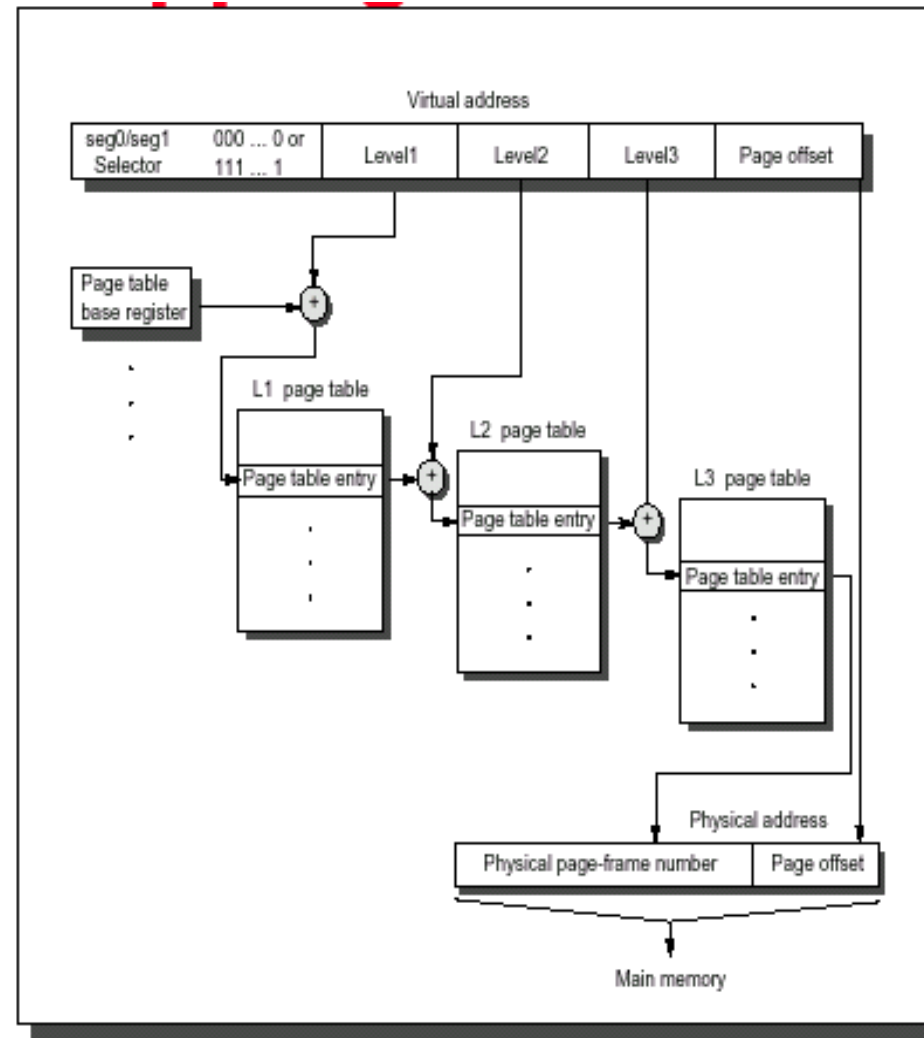 Virtual address
seg0/seg1 000 ... 0 or
Selector 111 ... 1
Level1
Level2
Level3
Page offset
Page table
base register
+
L1 page table
Page table entry
+
L2 page table
Page table entry
+
L3 page table
Page table entry
Physical address
Physical page-frame number
Page offset
Main memory